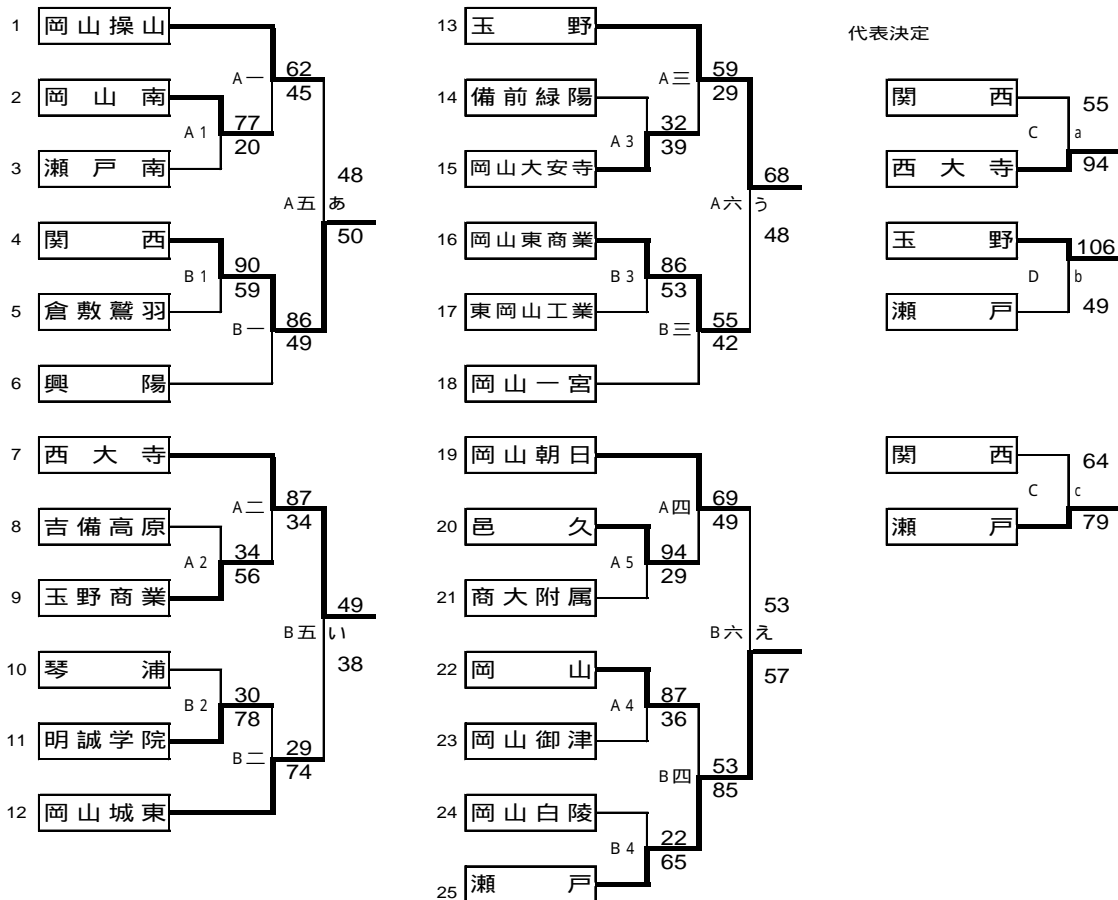 1 岡山操山
A一
62
45
2 岡山南
A1
77
20
3 瀬戸南
48
A五 あ
50
4 関西
B1
90
59
5 倉敷鷲羽
B一
86
49
6 興陽
7 西大寺
A二
87
34
8 吉備高原
A2
34
56
9 玉野商業
49
B五 い
38
10 琴浦
B2
30
78
11 明誠学院
B二
29
74
12 岡山城東
13 玉野
A三
59
29
14 備前緑陽
A3
32
39
15 岡山大安寺
68
A六 う
48
16 岡山東商業
B3
86
53
17 東岡山工業
B三
55
42
18 岡山一宮
19 岡山朝日
A四
69
49
20 邑久
A5
94
29
21 商大附属
53
B六 え
57
22 岡山
A4
87
36
23 岡山御津
B四
53
85
24 岡山白陵
B4
22
65
25 瀬戸
代表決定
関西
55
C a
西大寺
94
玉野
106
D b
瀬戸
49
関西
64
C c
瀬戸
79